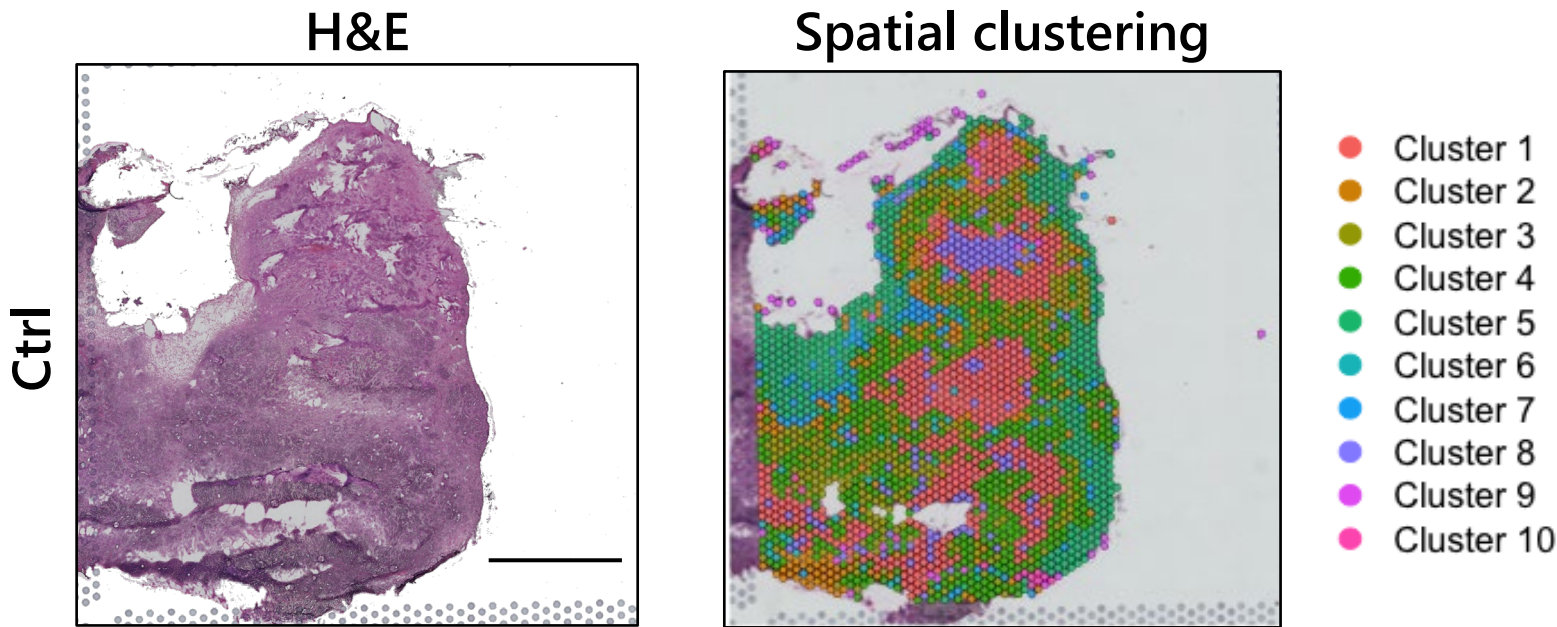 H&E
Spatial clustering
Ctrl
Cluster 1
Cluster 2
Cluster 3
Cluster 4
Cluster 5
Cluster 6
Cluster 7
Cluster 8
Cluster 9
Cluster 10